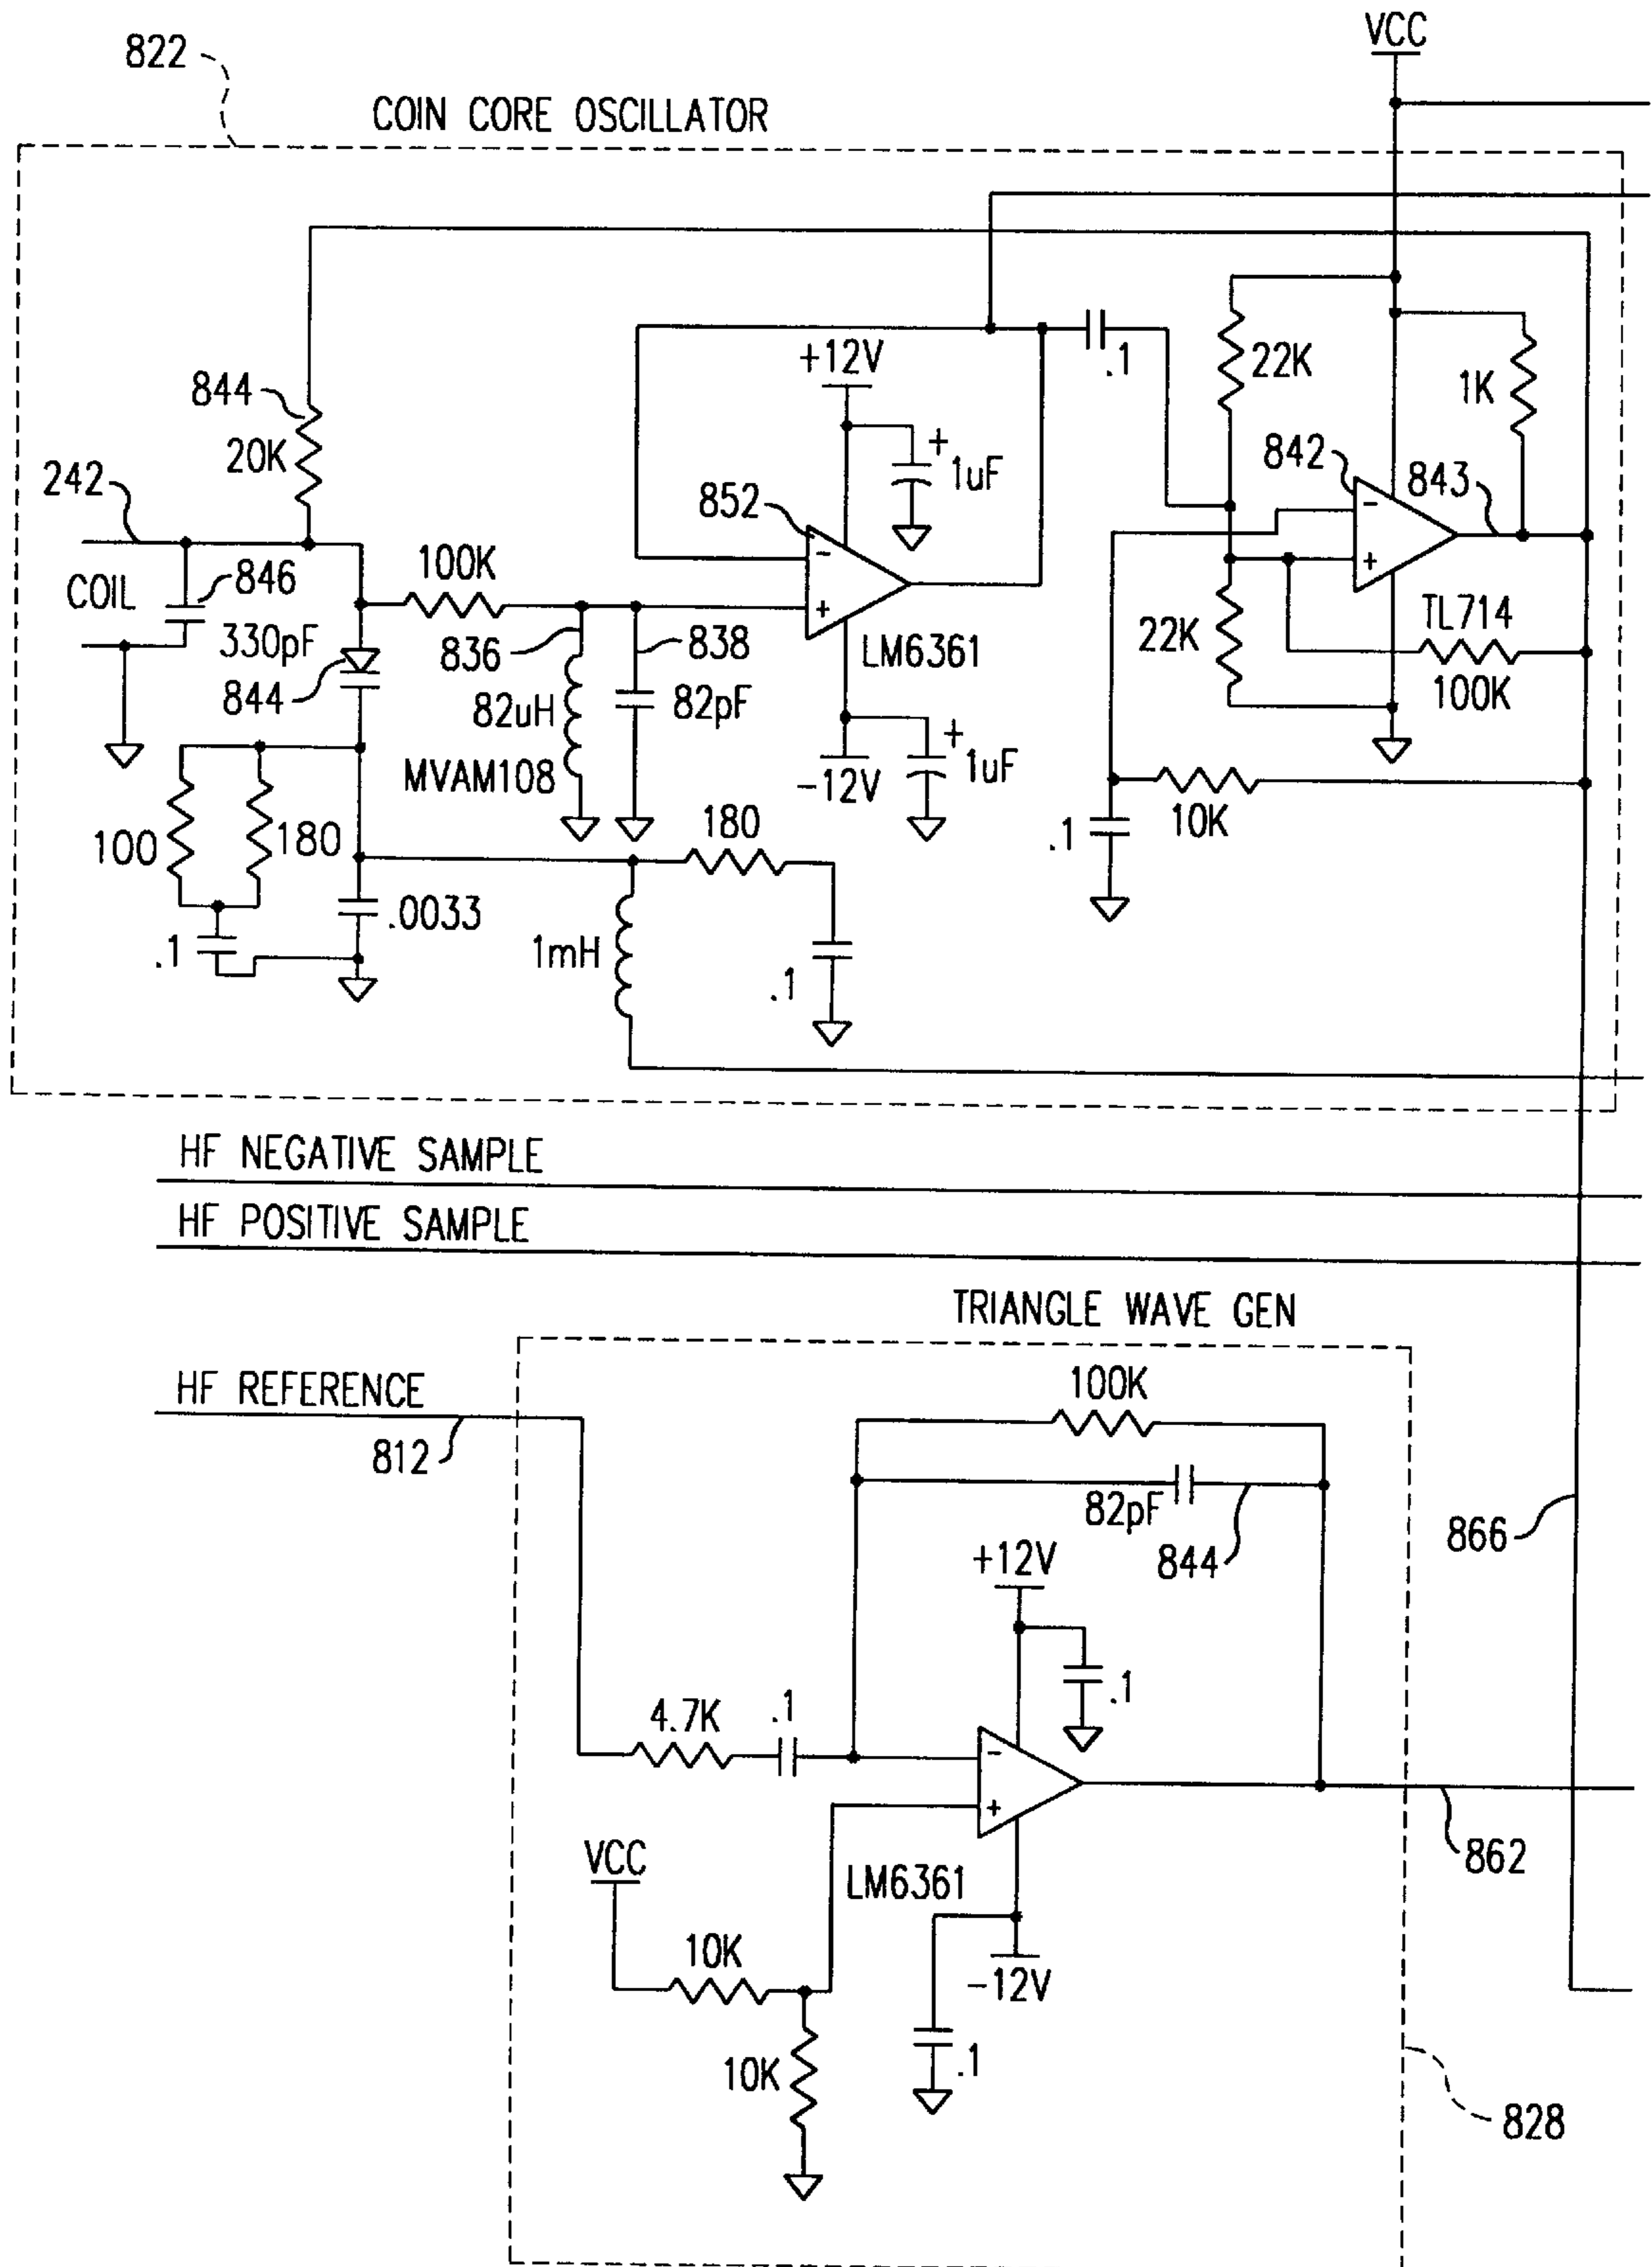 822
VCC
COIN CORE OSCILLATOR
+12V
.1
22K
1K
844
20K
+
1uF
842
843
242
852
-
-
+
TL714
100K
846
COIL
330pF
844
836
838
+
LM6361
22K
100K
82uH
82pF
MVAM108
+
1uF
-12V
10K
.1
100
180
180
.0033
.1
1mH
.1
HF NEGATIVE SAMPLE
HF POSITIVE SAMPLE
TRIANGLE WAVE GEN
HF REFERENCE
812
100K
82pF
844
866
+12V
.1
4.7K
.1
-
+
862
VCC
LM6361
10K
-12V
10K
.1
828